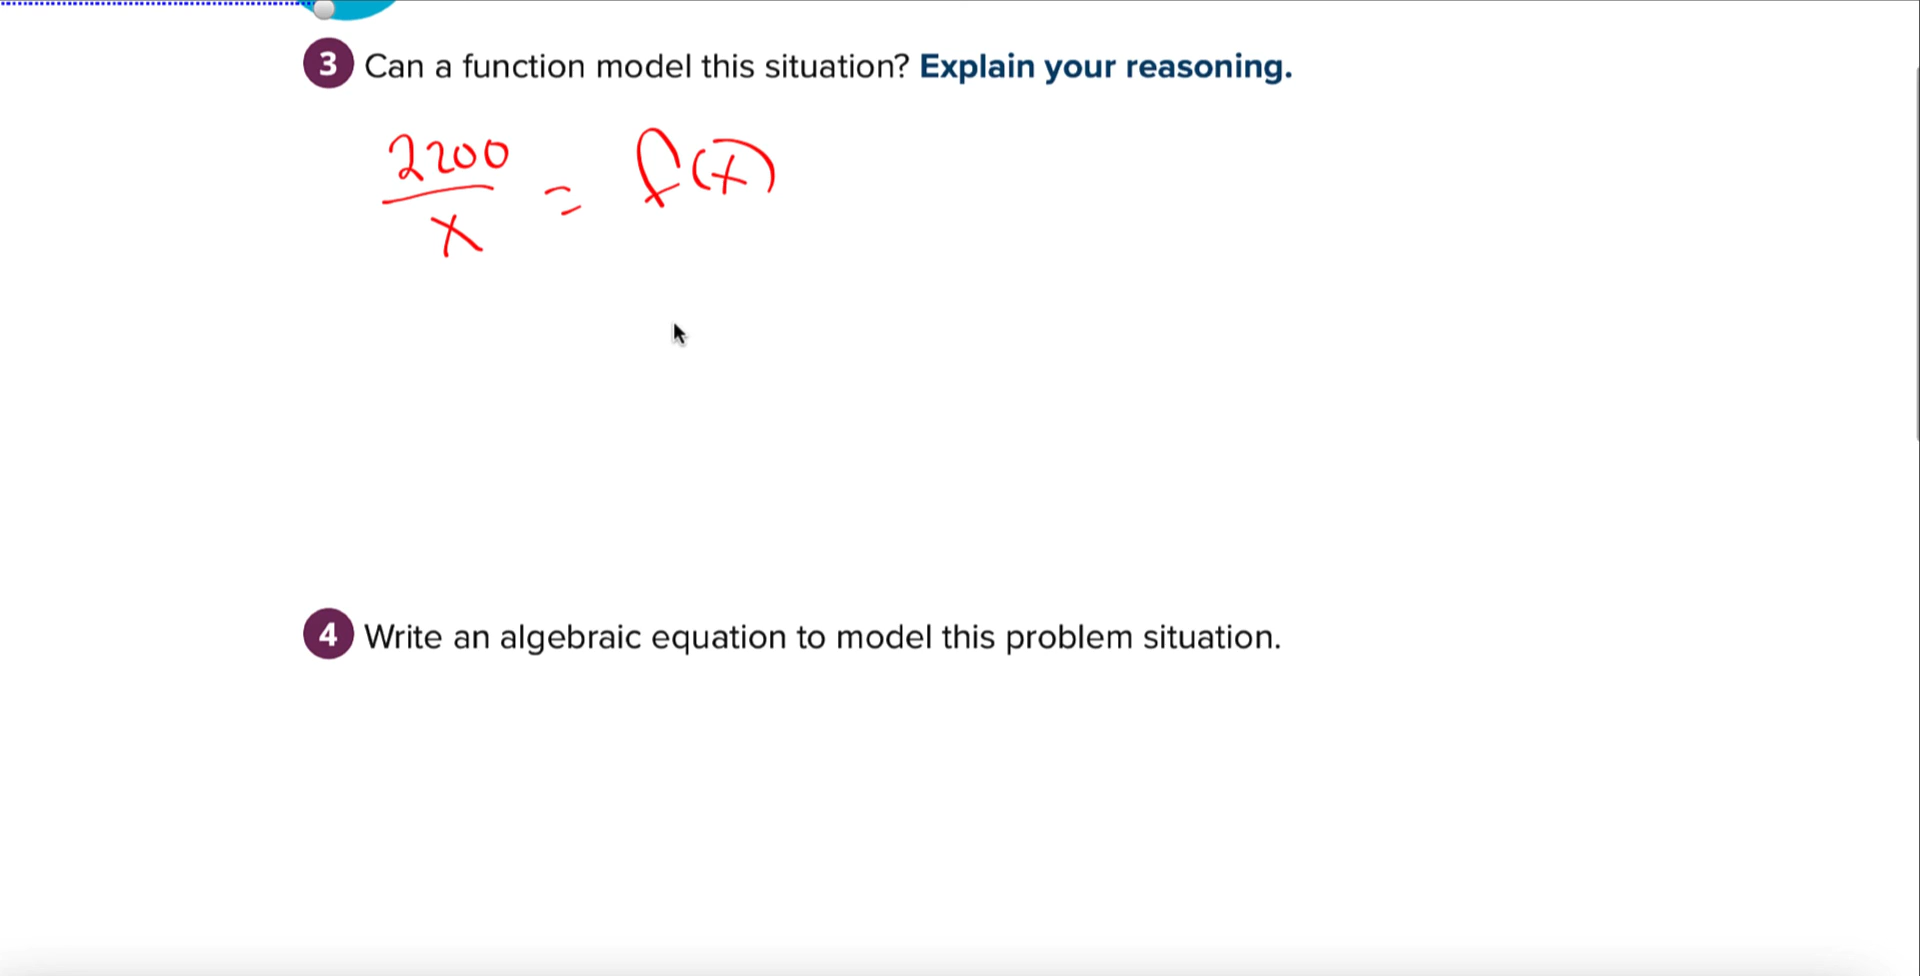 3 Can a function model this situation? Explain your reasoning.
2200
x
= f(x)
4 Write an algebraic equation to model this problem situation.